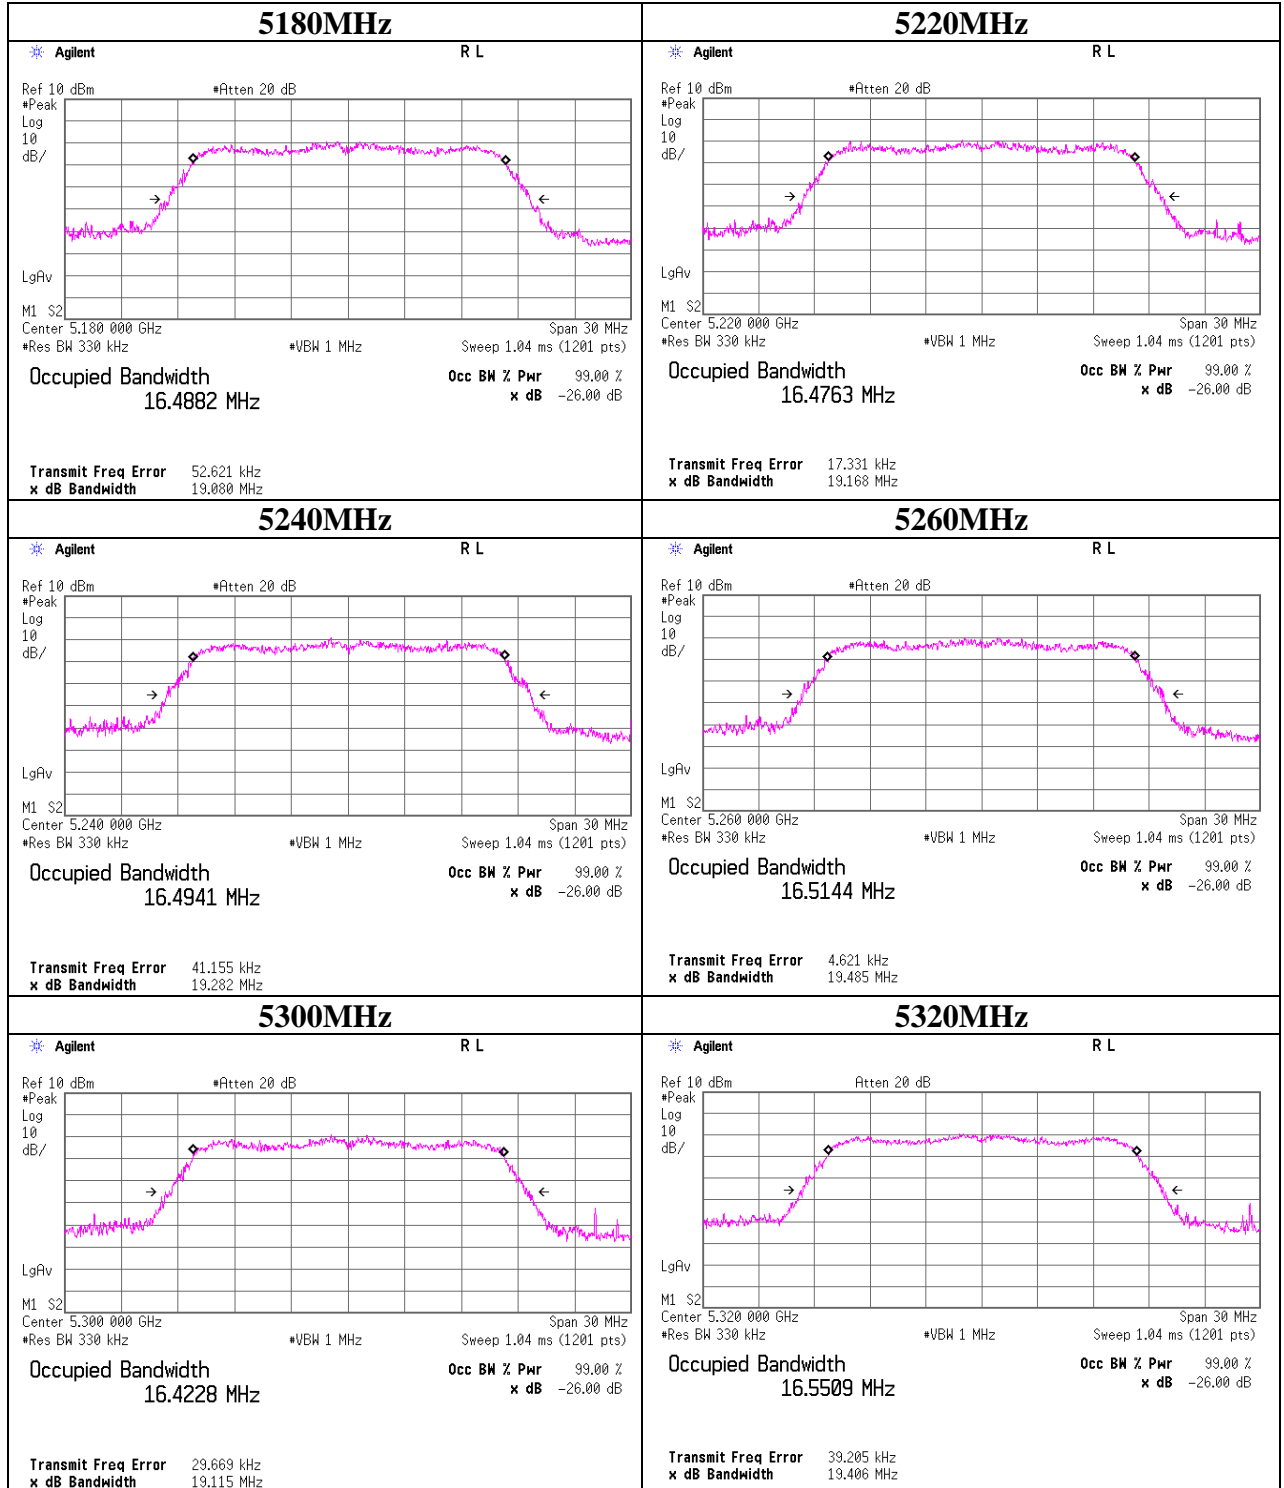 5180MHz
Agilent R L
Ref 10 dBm #Atten 20 dB
#Peak
Log
10
dB/
LgAv
M1 S2
Center 5.180 000 GHz Span 30 MHz
#Res BW 330 kHz #VBW 1 MHz Sweep 1.04 ms (1201 pts)
Occupied Bandwidth Occ BW % Pwr 99.00 %
16.4882 MHz x dB -26.00 dB
Transmit Freq Error 52.621 kHz
x dB Bandwidth 19.080 MHz
5220MHz
Agilent R L
Ref 10 dBm #Atten 20 dB
#Peak
Log
10
dB/
LgAv
M1 S2
Center 5.220 000 GHz Span 30 MHz
#Res BW 330 kHz #VBW 1 MHz Sweep 1.04 ms (1201 pts)
Occupied Bandwidth Occ BW % Pwr 99.00 %
16.4763 MHz x dB -26.00 dB
Transmit Freq Error 17.331 kHz
x dB Bandwidth 19.168 MHz
5240MHz
Agilent R L
Ref 10 dBm #Atten 20 dB
#Peak
Log
10
dB/
LgAv
M1 S2
Center 5.240 000 GHz Span 30 MHz
#Res BW 330 kHz #VBW 1 MHz Sweep 1.04 ms (1201 pts)
Occupied Bandwidth Occ BW % Pwr 99.00 %
16.4941 MHz x dB -26.00 dB
Transmit Freq Error 41.155 kHz
x dB Bandwidth 19.282 MHz
5260MHz
Agilent R L
Ref 10 dBm #Atten 20 dB
#Peak
Log
10
dB/
LgAv
M1 S2
Center 5.260 000 GHz Span 30 MHz
#Res BW 330 kHz #VBW 1 MHz Sweep 1.04 ms (1201 pts)
Occupied Bandwidth Occ BW % Pwr 99.00 %
16.5144 MHz x dB -26.00 dB
Transmit Freq Error 4.621 kHz
x dB Bandwidth 19.485 MHz
5300MHz
Agilent R L
Ref 10 dBm #Atten 20 dB
#Peak
Log
10
dB/
LgAv
M1 S2
Center 5.300 000 GHz Span 30 MHz
#Res BW 330 kHz #VBW 1 MHz Sweep 1.04 ms (1201 pts)
Occupied Bandwidth Occ BW % Pwr 99.00 %
16.4228 MHz x dB -26.00 dB
Transmit Freq Error 29.669 kHz
x dB Bandwidth 19.115 MHz
5320MHz
Agilent R L
Ref 10 dBm Atten 20 dB
#Peak
Log
10
dB/
LgAv
M1 S2
Center 5.320 000 GHz Span 30 MHz
#Res BW 330 kHz #VBW 1 MHz Sweep 1.04 ms (1201 pts)
Occupied Bandwidth Occ BW % Pwr 99.00 %
16.5509 MHz x dB -26.00 dB
Transmit Freq Error 39.205 kHz
x dB Bandwidth 19.406 MHz